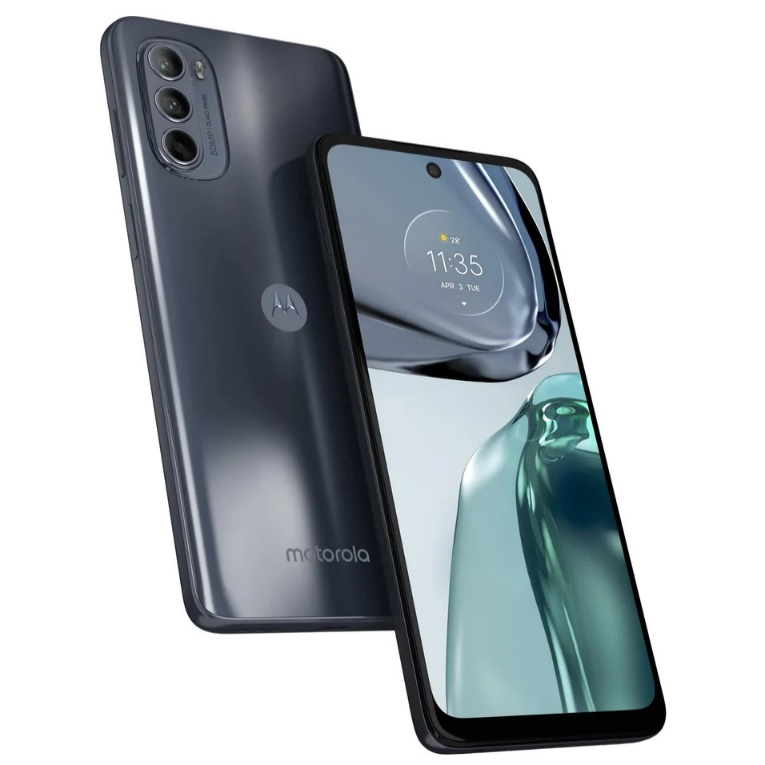 50MP | QUAD PIXEL
28°
11:35
APR 3 TUE
motorola